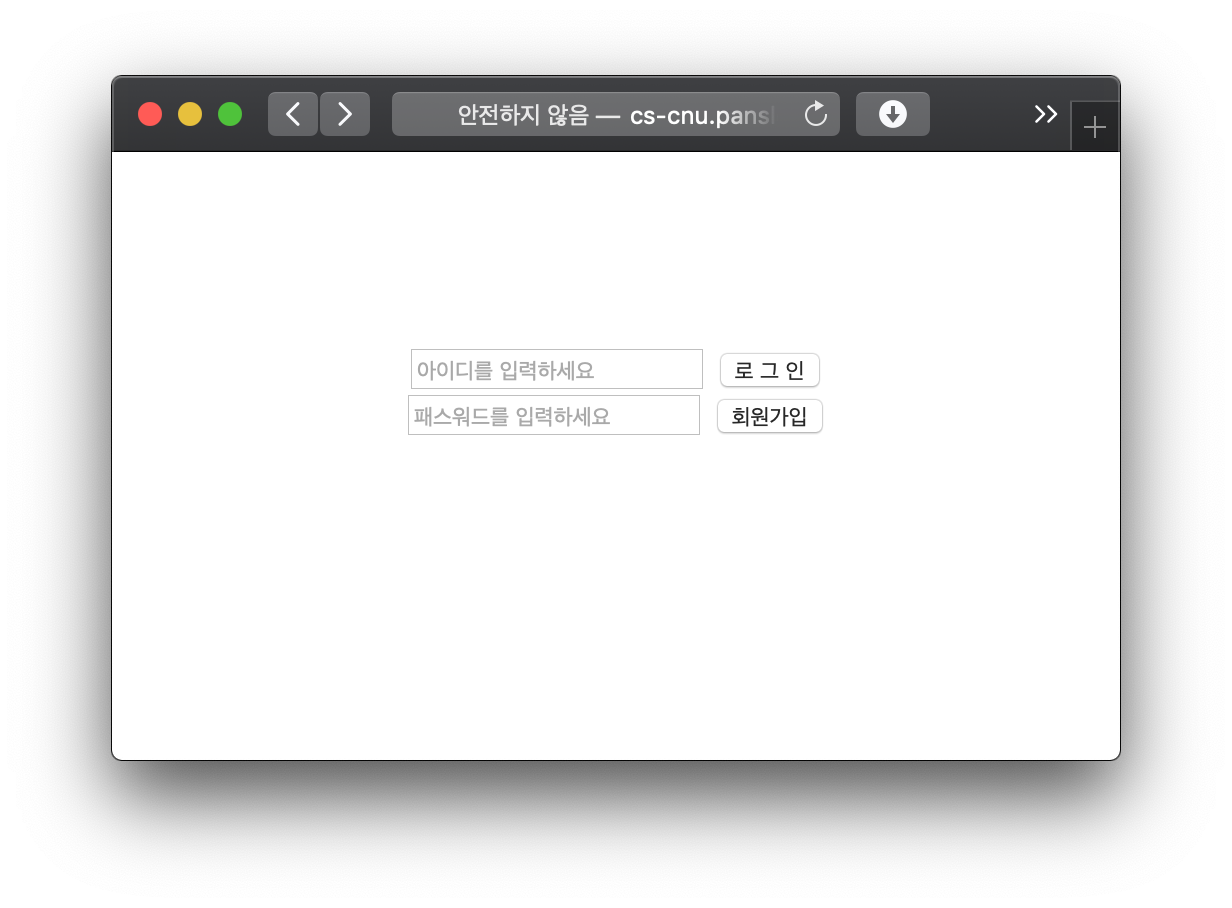 안전하지 않음 — cs-cnu.pans
아이디를 입력하세요 로 그 인
패스워드를 입력하세요 회원가입